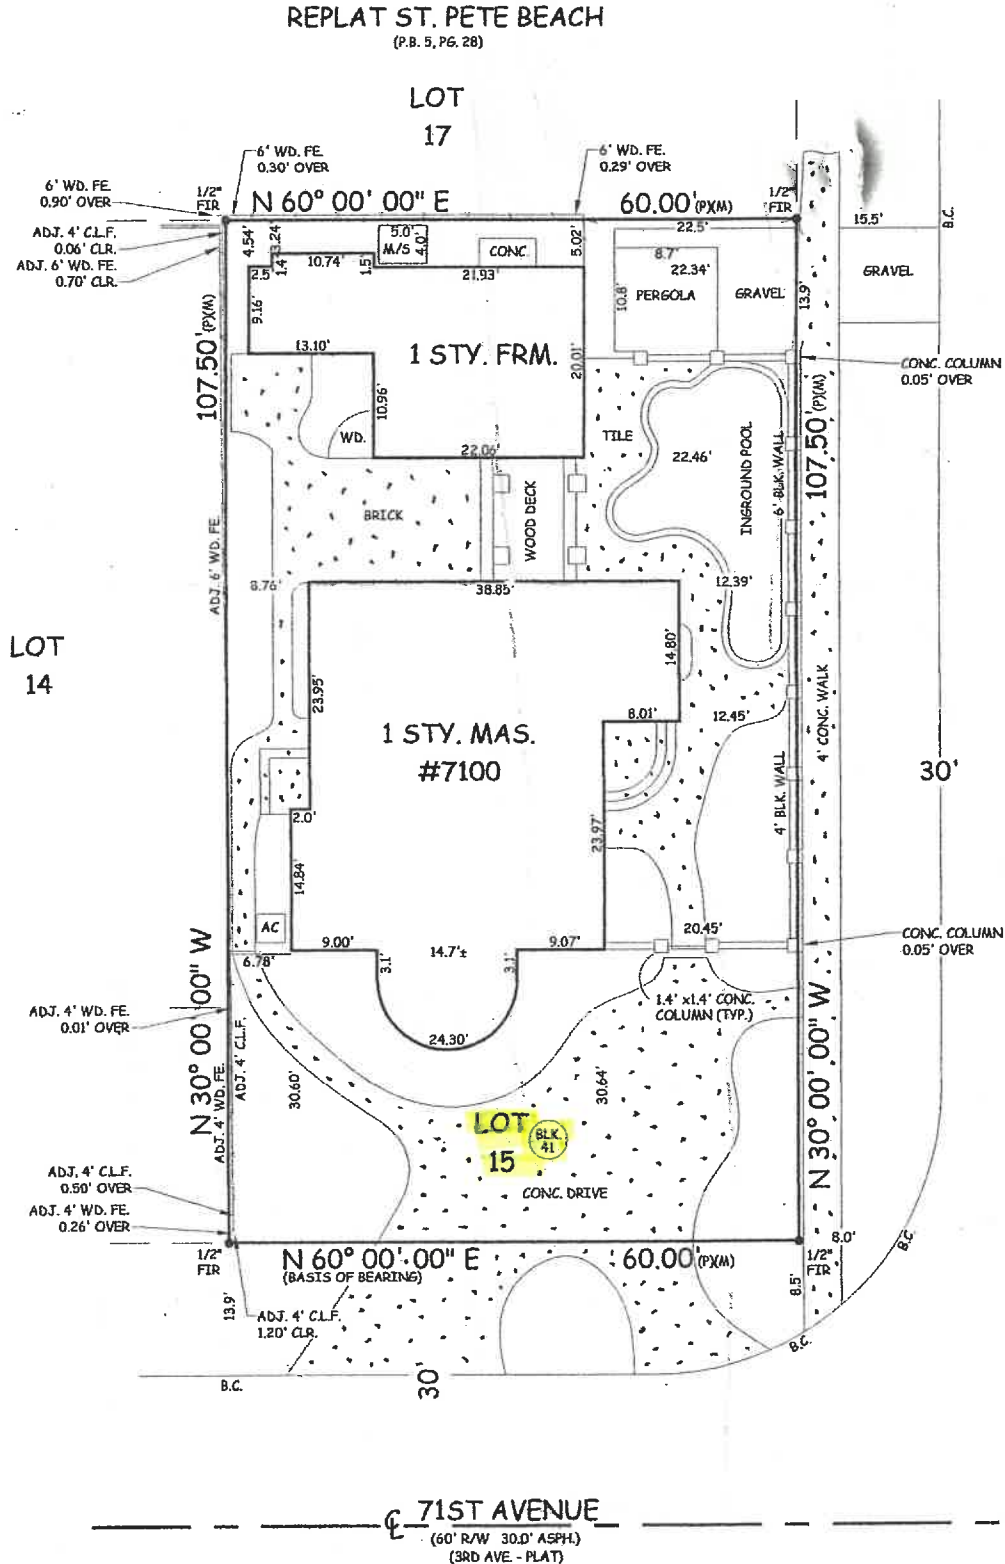 REPLAT ST. PETE BEACH
(P.B. 5, PG. 28)
LOT
17
6' WD. FE.
0.30' OVER
6' WD. FE.
0.29' OVER
6' WD. FE.
0.90' OVER
1/2"
FIR
N 60° 00' 00" E
60.00'(P)(M)
1/2"
FIR
ADJ. 4' C.L.F.
0.06' CLR.
ADJ. 6' WD. FE.
0.70' CLR.
15.5'
B.C.
4.54'
3.24
5.0'
M/S
4.0'
CONC.
5.02'
22.5'
8.7'
22.34'
2.5'
1.4'
10.74'
1.5'
21.93'
10.8'
PERGOLA
GRAVEL
13.9'
GRAVEL
9.16'
13.10'
1 STY. FRM.
20.01'
CONC. COLUMN
0.05' OVER
107.50'(P)(M)
10.96'
WD.
22.06'
TILE
22.46'
INGROUND POOL
6' BLK. WALL
107.50'(P)(M)
BRICK
WOOD DECK
ADJ. 6' WD. FE.
8.76'
38.85'
12.39'
LOT
14
23.95'
14.80'
8.01'
12.45'
4' CONC. WALK
1 STY. MAS.
#7100
30'
4' BLK. WALL
2.0'
23.97'
14.84'
AC
9.00'
14.7'±
9.07'
20.45'
CONC. COLUMN
0.05' OVER
6.78'
3.1'
3.1'
1.4' x1.4' CONC.
COLUMN (TYP.)
ADJ. 4' WD. FE.
0.01' OVER
N 30° 00' 00" W
24.30'
ADJ. 4' C.L.F.
ADJ. 4' WD. FE.
30.60'
30.64'
N 30° 00' 00" W
LOT
15
BLK.
41
CONC. DRIVE
ADJ. 4' C.L.F.
0.50' OVER
ADJ. 4' WD. FE.
0.26' OVER
1/2"
FIR
N 60° 00' 00" E
(BASIS OF BEARING)
60.00'(P)(M)
1/2"
FIR
8.0'
B.C.
13.9'
ADJ. 4' C.L.F.
1.20' CLR.
8.5'
B.C.
B.C.
30'
℄ 71ST AVENUE
(60' R/W 30.0' ASPH.)
(3RD AVE. - PLAT)